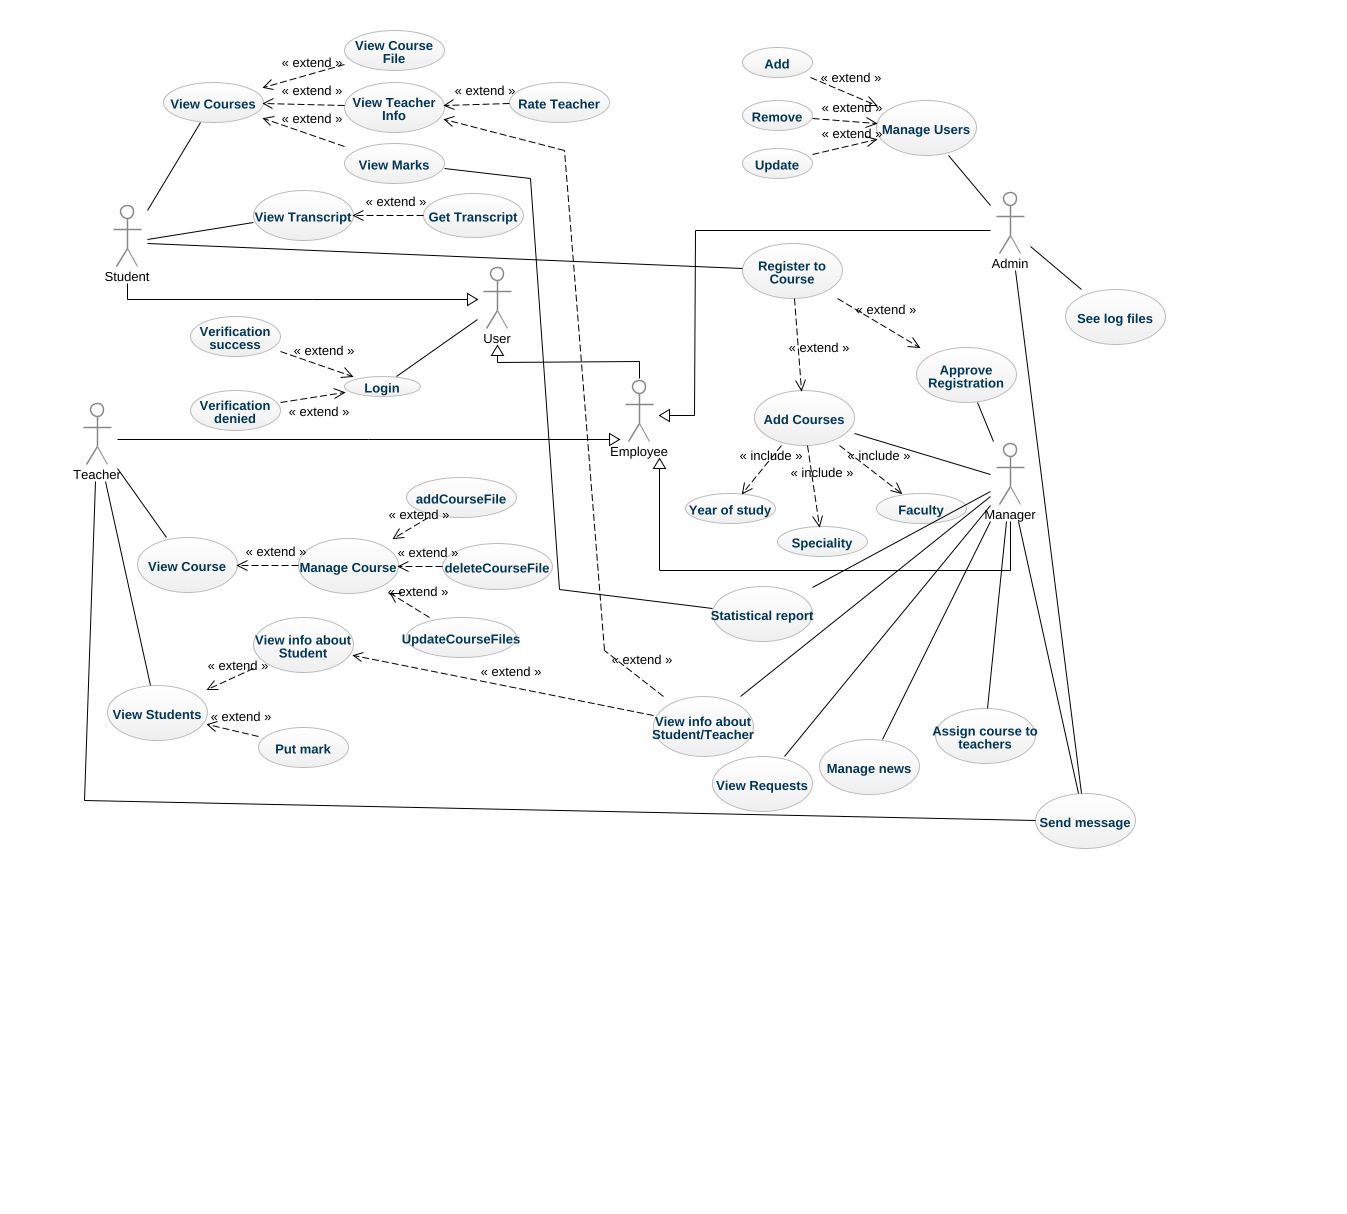 View Course
File
« extend »
View Courses
« extend »
View Teacher
Info
« extend »
Rate Teacher
« extend »
View Marks
Add
« extend »
Remove
« extend »
Manage Users
« extend »
Update
View Transcript
« extend »
Get Transcript
Student
Admin
Register to
Course
See log files
« extend »
User
Verification
success
« extend »
Login
Verification
denied
« extend »
« extend »
Approve
Registration
Add Courses
Employee
« include »
« include »
« include »
Teacher
Year of study
Faculty
Manager
Speciality
addCourseFile
« extend »
View Course
« extend »
Manage Course
« extend »
deleteCourseFile
« extend »
UpdateCourseFiles
Statistical report
View info about
Student
« extend »
« extend »
« extend »
View Students
« extend »
Put mark
View info about
Student/Teacher
Assign course to
teachers
View Requests
Manage news
Send message